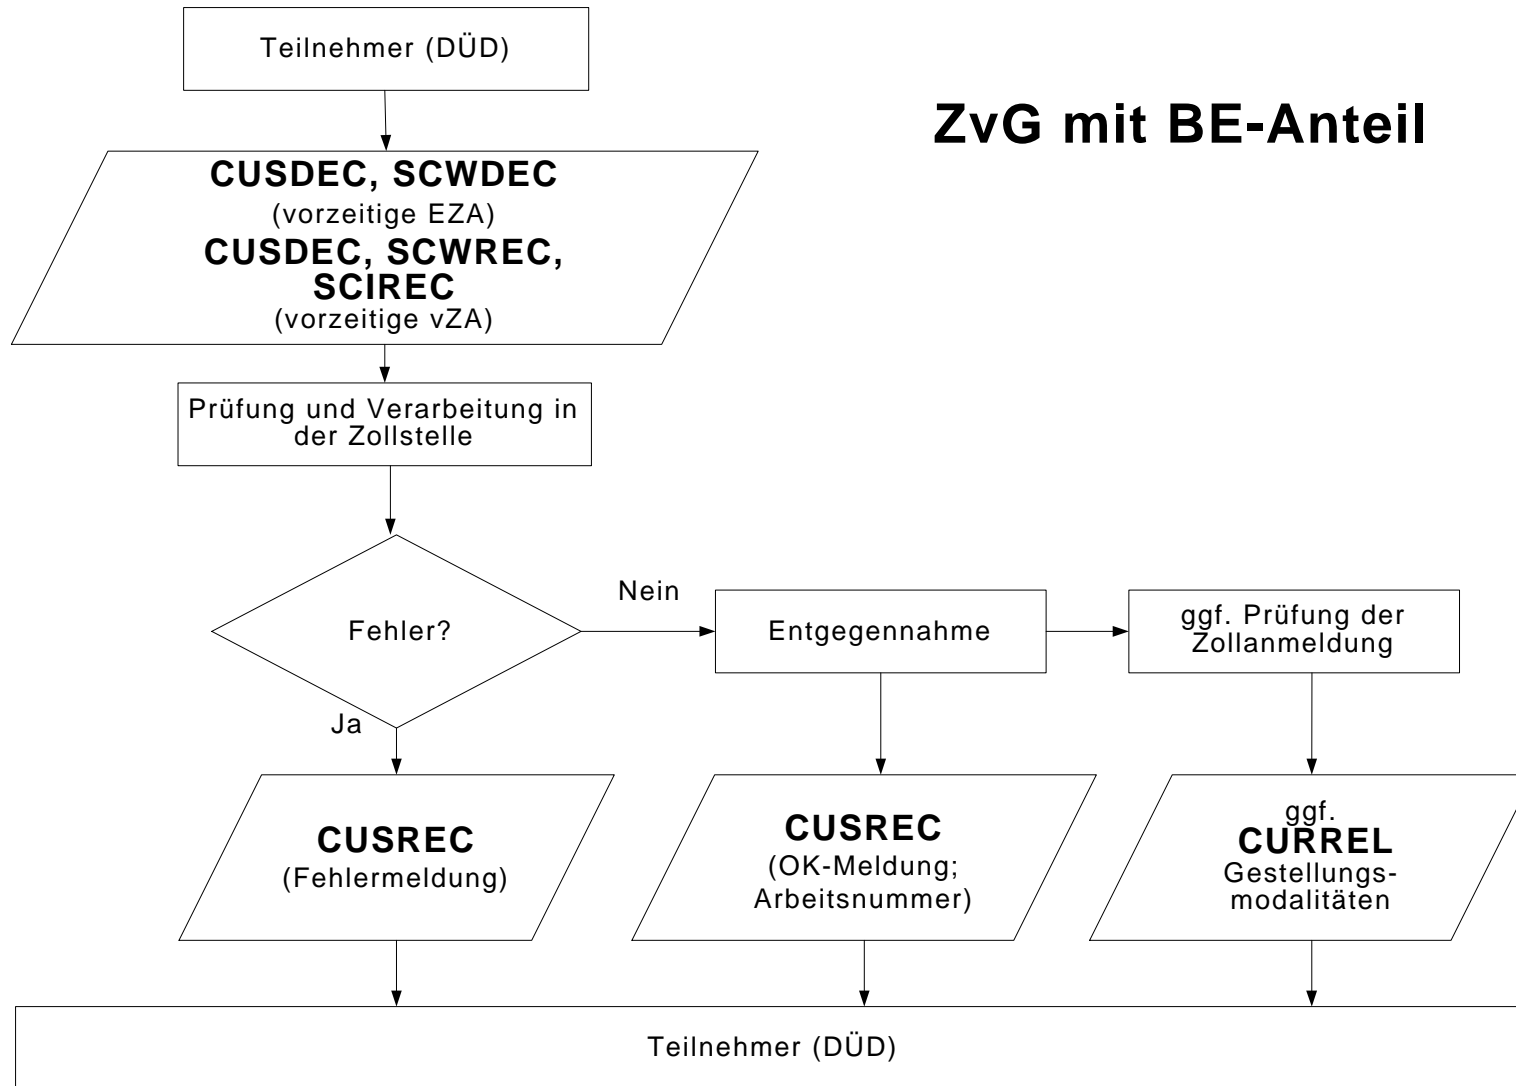 Teilnehmer (DÜD)
ZvG mit BE-Anteil
CUSDEC, SCWDEC
(vorzeitige EZA)
CUSDEC, SCWREC,
SCIREC
(vorzeitige vZA)
Prüfung und Verarbeitung in
der Zollstelle
Fehler?
Nein
Entgegennahme
ggf. Prüfung der
Zollanmeldung
Ja
CUSREC
(Fehlermeldung)
CUSREC
(OK-Meldung;
Arbeitsnummer)
ggf.
CURREL
Gestellungs-
modalitäten
Teilnehmer (DÜD)